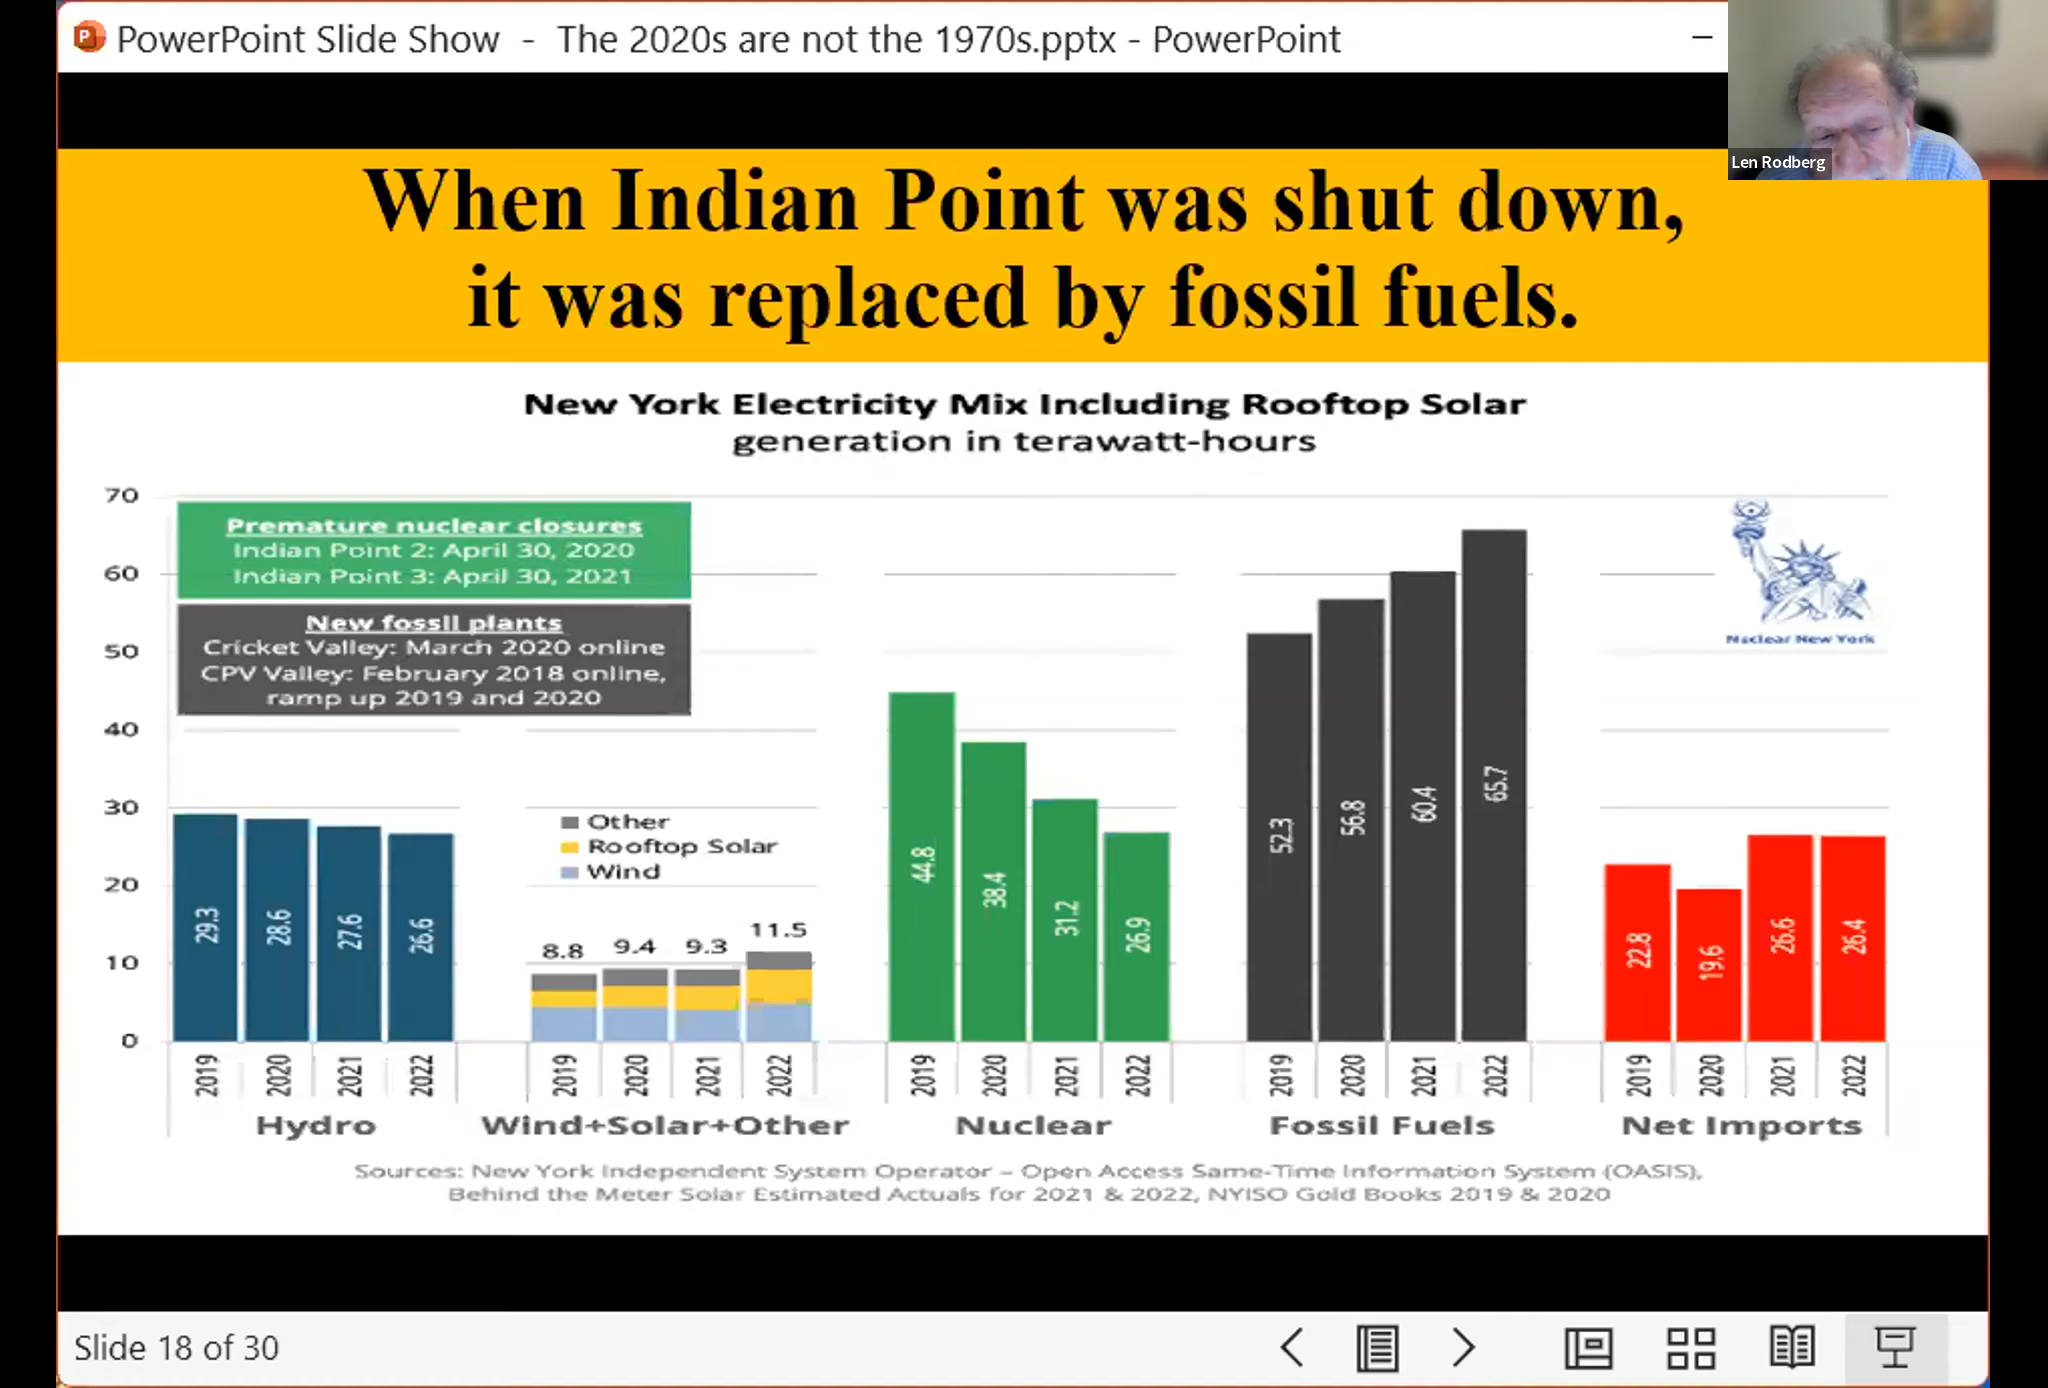 PowerPoint Slide Show - The 2020s are not the 1970s.pptx - PowerPoint
Len Rodberg
When Indian Point was shut down,
it was replaced by fossil fuels.
New York Electricity Mix Including Rooftop Solar
generation in terawatt-hours
70
60
50
40
30
20
10
0
Premature nuclear closures
Indian Point 2: April 30, 2020
Indian Point 3: April 30, 2021
New fossil plants
Cricket Valley: March 2020 online
CPV Valley: February 2018 online,
ramp up 2019 and 2020
Nuclear New York
Other
Rooftop Solar
Wind
29.3 28.6 27.6 26.6
8.8 9.4 9.3 11.5
44.8 38.4 31.2 26.9
52.3 56.8 60.4 65.7
22.8 19.6 26.6 26.4
2019 2020 2021 2022 2019 2020 2021 2022 2019 2020 2021 2022 2019 2020 2021 2022 2019 2020 2021 2022
Hydro Wind+Solar+Other Nuclear Fossil Fuels Net Imports
Sources: New York Independent System Operator – Open Access Same-Time Information System (OASIS),
Behind the Meter Solar Estimated Actuals for 2021 & 2022, NYISO Gold Books 2019 & 2020
Slide 18 of 30